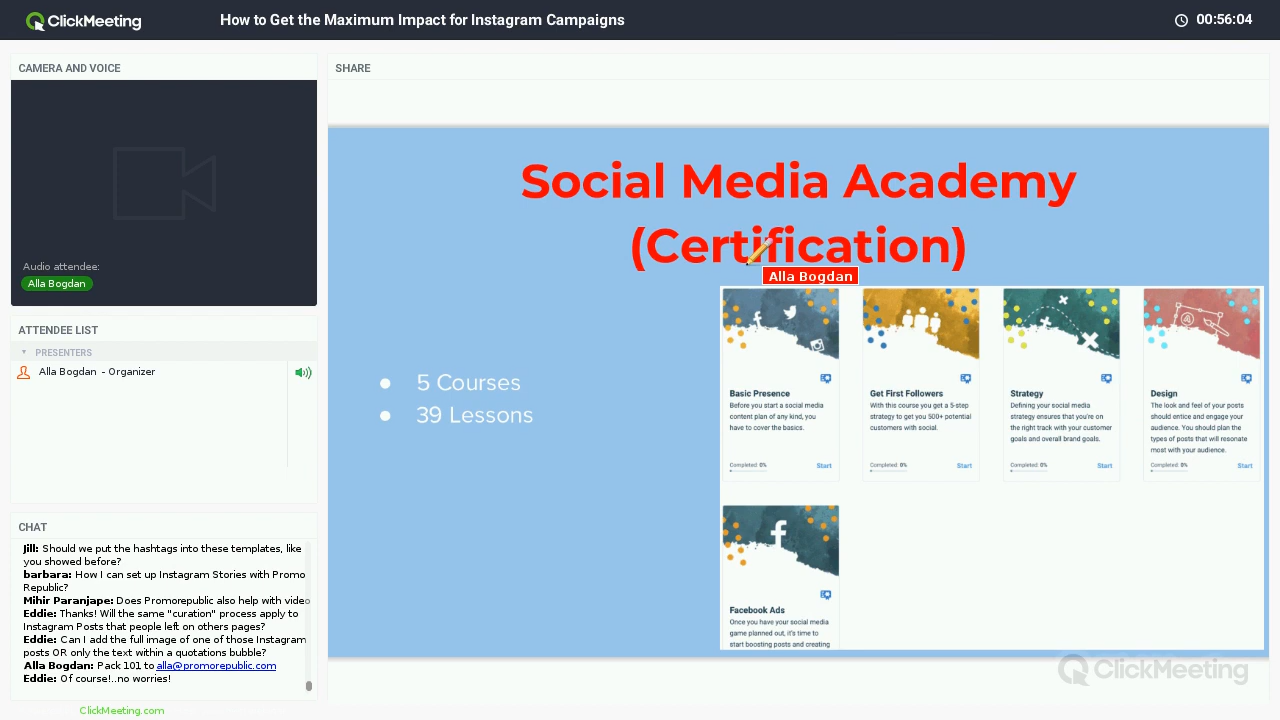 ClickMeeting
How to Get the Maximum Impact for Instagram Campaigns
00:56:04
CAMERA AND VOICE
Audio attendee:
Alla Bogdan
ATTENDEE LIST
PRESENTERS
Alla Bogdan - Organizer
CHAT
Jill: Should we put the hashtags into these templates, like
you showed before?
barbara: How I can set up Instagram Stories with Promo
Republic?
Mihir Paranjape: Does Promorepublic also help with video
Eddie: Thanks! Will the same "curation" process apply to
Instagram Posts that people left on others pages?
Eddie: Can I add the full image of one of those Instagram
posts OR only the text within a quotations bubble?
Alla Bogdan: Pack 101 to alla@promorepublic.com
Eddie: Of course!..no worries!
ClickMeeting.com
SHARE
Social Media Academy
(Certification)
Alla Bogdan
• 5 Courses
• 39 Lessons
Basic Presence
Before you start a social media
content plan of any kind, you
have to cover the basics.
Completed: 0%
Start
Get First Followers
With this course you get a 5-step
strategy to get you 500+ potential
customers with social.
Completed: 0%
Start
Strategy
Defining your social media
strategy ensures that you're on
the right track with your customer
goals and overall brand goals.
Completed: 0%
Start
Design
The look and feel of your posts
should entice and engage your
audience. You should plan the
types of posts that will resonate
most with your audience.
Completed: 0%
Start
Facebook Ads
Once you have your social media
game planned out, it's time to
start boosting posts and creating
ClickMeeting